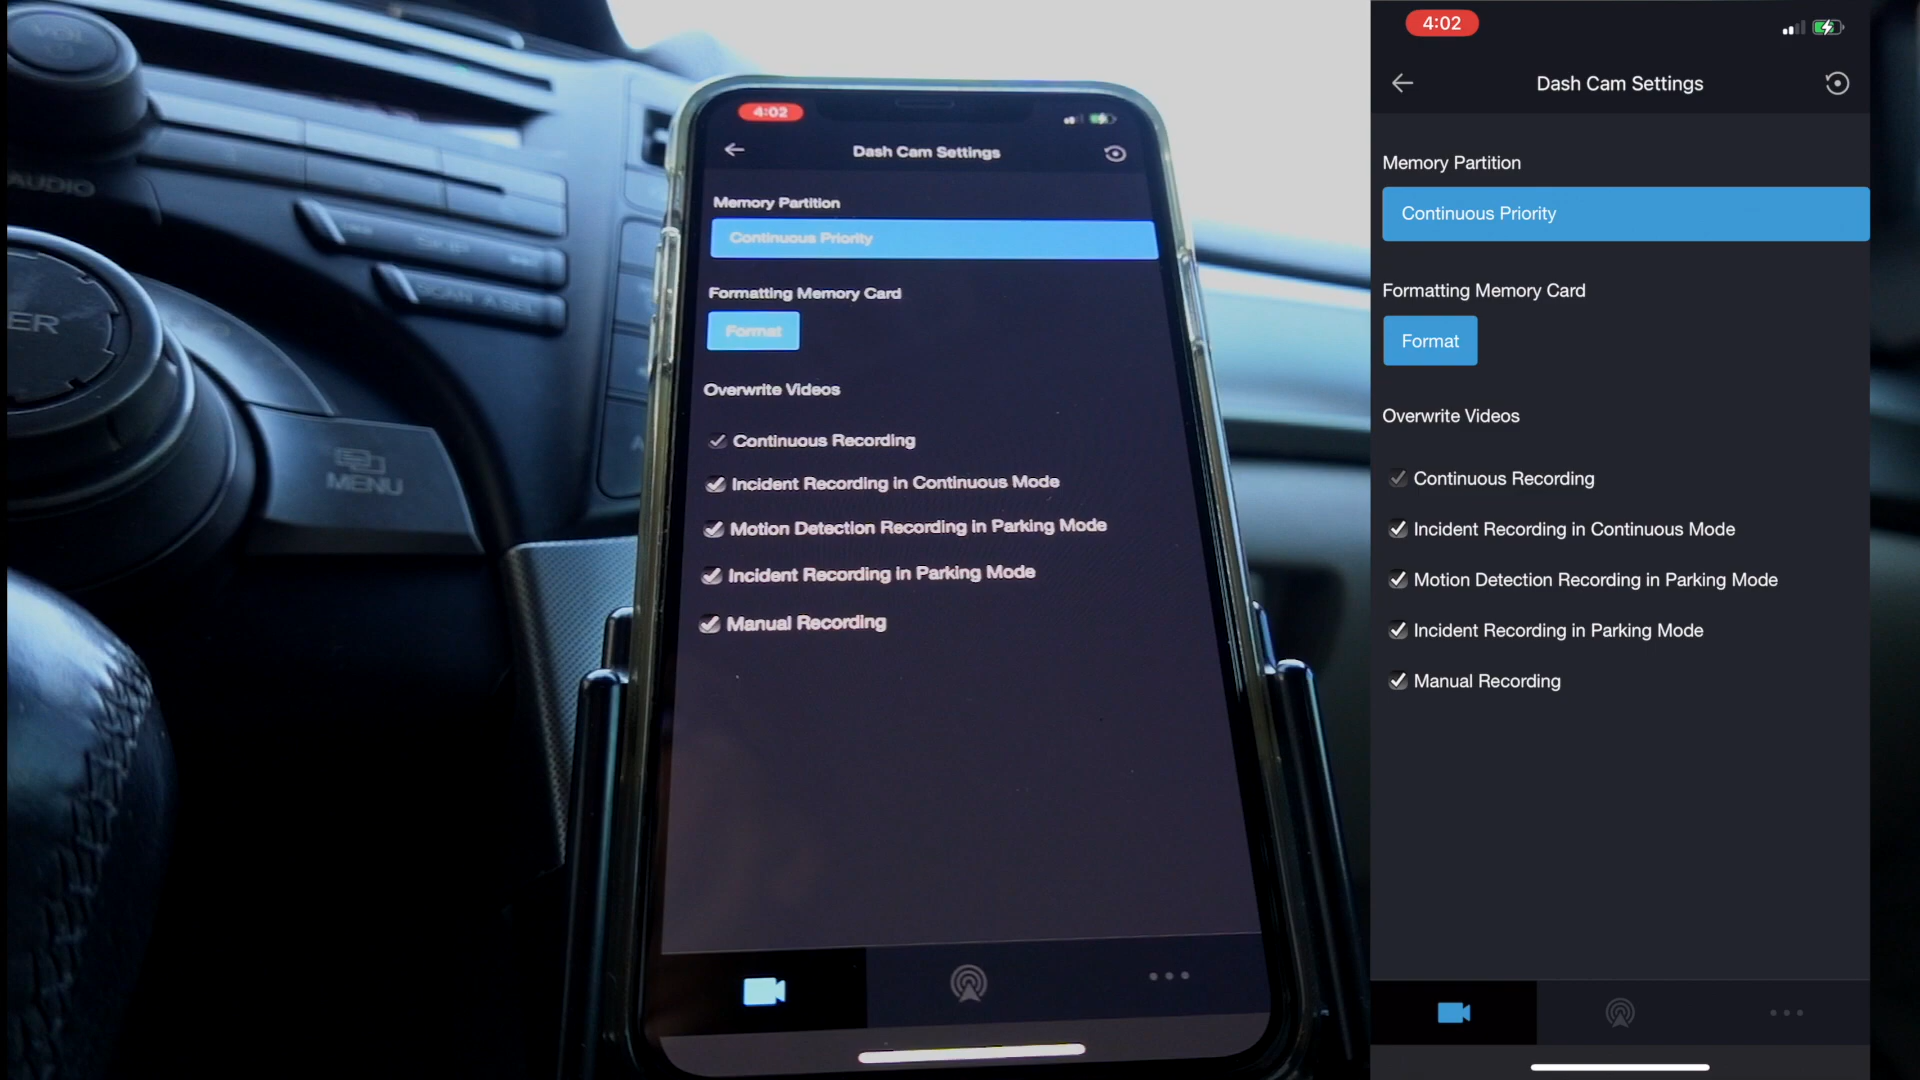 VOL
AUDIO
ER
MENU
4:02
Dash Cam Settings
Memory Partition
Continuous Priority
Formatting Memory Card
Format
Overwrite Videos
Continuous Recording
Incident Recording in Continuous Mode
Motion Detection Recording in Parking Mode
Incident Recording in Parking Mode
Manual Recording
4:02
Dash Cam Settings
Memory Partition
Continuous Priority
Formatting Memory Card
Format
Overwrite Videos
Continuous Recording
Incident Recording in Continuous Mode
Motion Detection Recording in Parking Mode
Incident Recording in Parking Mode
Manual Recording